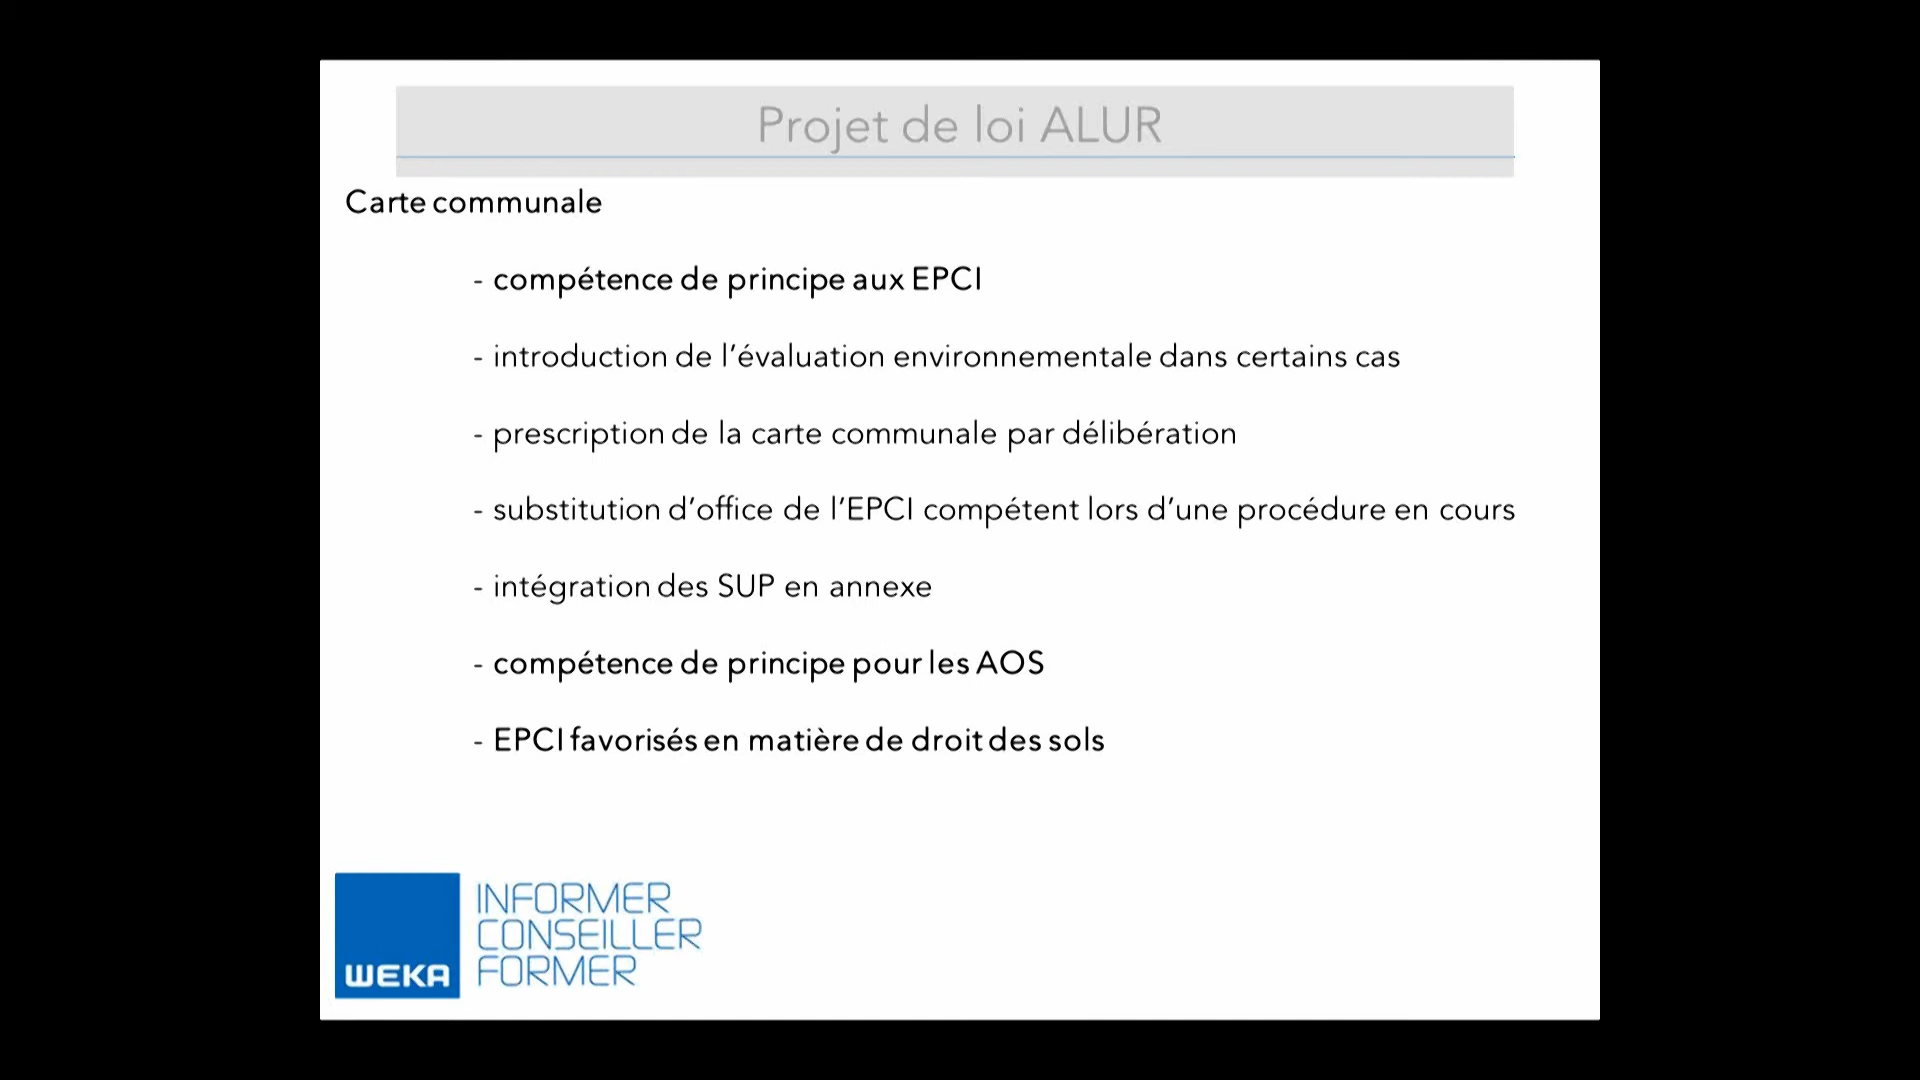 Projet de loi ALUR
Carte communale
- compétence de principe aux EPCI
- introduction de l’évaluation environnementale dans certains cas
- prescription de la carte communale par délibération
- substitution d’office de l’EPCI compétent lors d’une procédure en cours
- intégration des SUP en annexe
- compétence de principe pour les AOS
- EPCI favorisés en matière de droit des sols
INFORMER
CONSEILLER
FORMER
WEKA